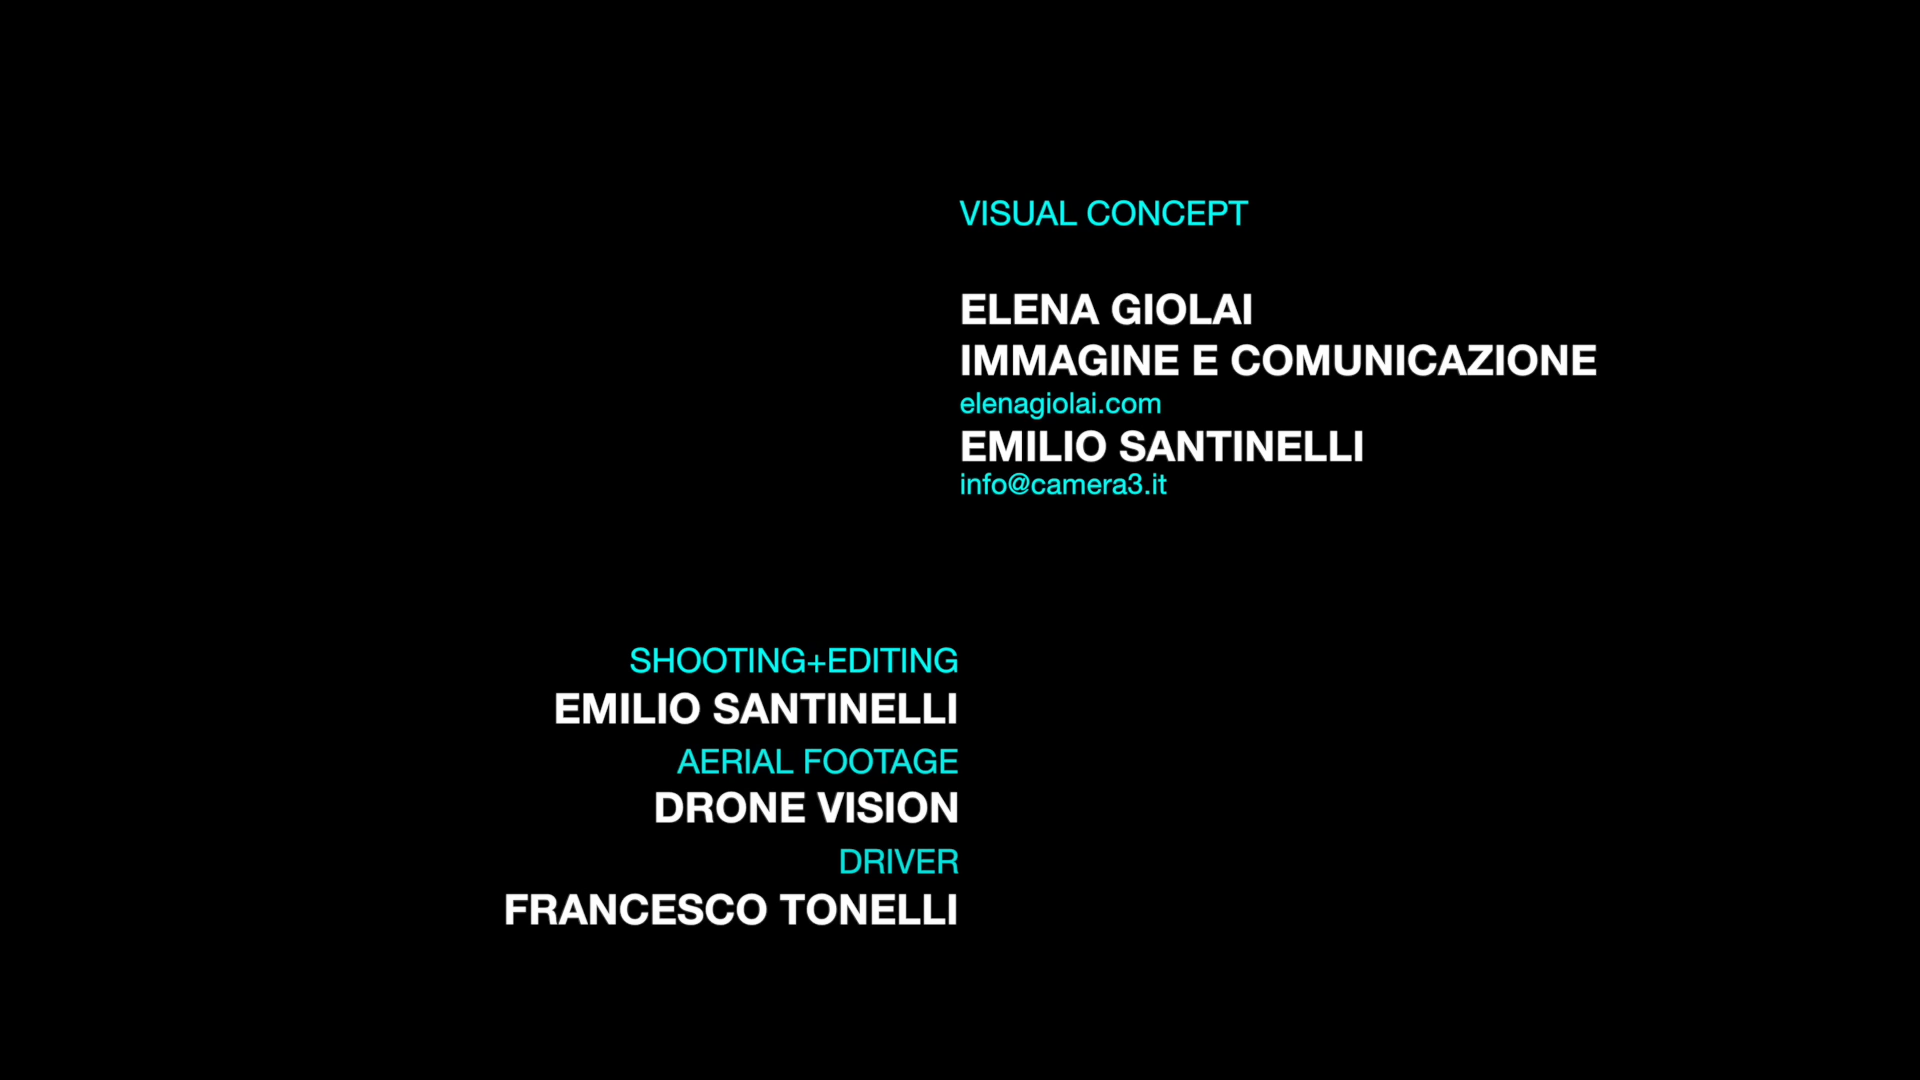 VISUAL CONCEPT
ELENA GIOLAI
IMMAGINE E COMUNICAZIONE
elenagiolai.com
EMILIO SANTINELLI
info@camera3.it
SHOOTING+EDITING
EMILIO SANTINELLI
AERIAL FOOTAGE
DRONE VISION
DRIVER
FRANCESCO TONELLI